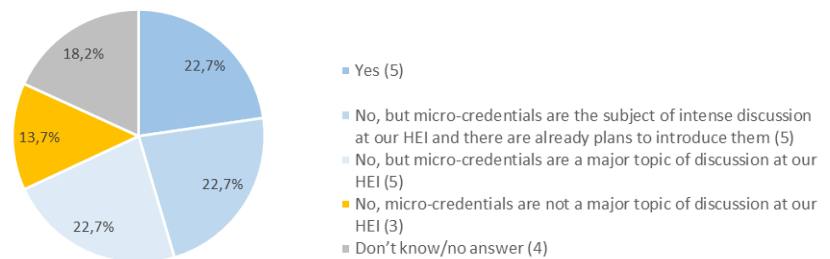 22,7%
22,7%
22,7%
13,7%
18,2%
Yes (5)
No, but micro-credentials are the subject of intense discussion
at our HEI and there are already plans to introduce them (5)
No, but micro-credentials are a major topic of discussion at our
HEI (5)
No, micro-credentials are not a major topic of discussion at our
HEI (3)
Don't know/no answer (4)